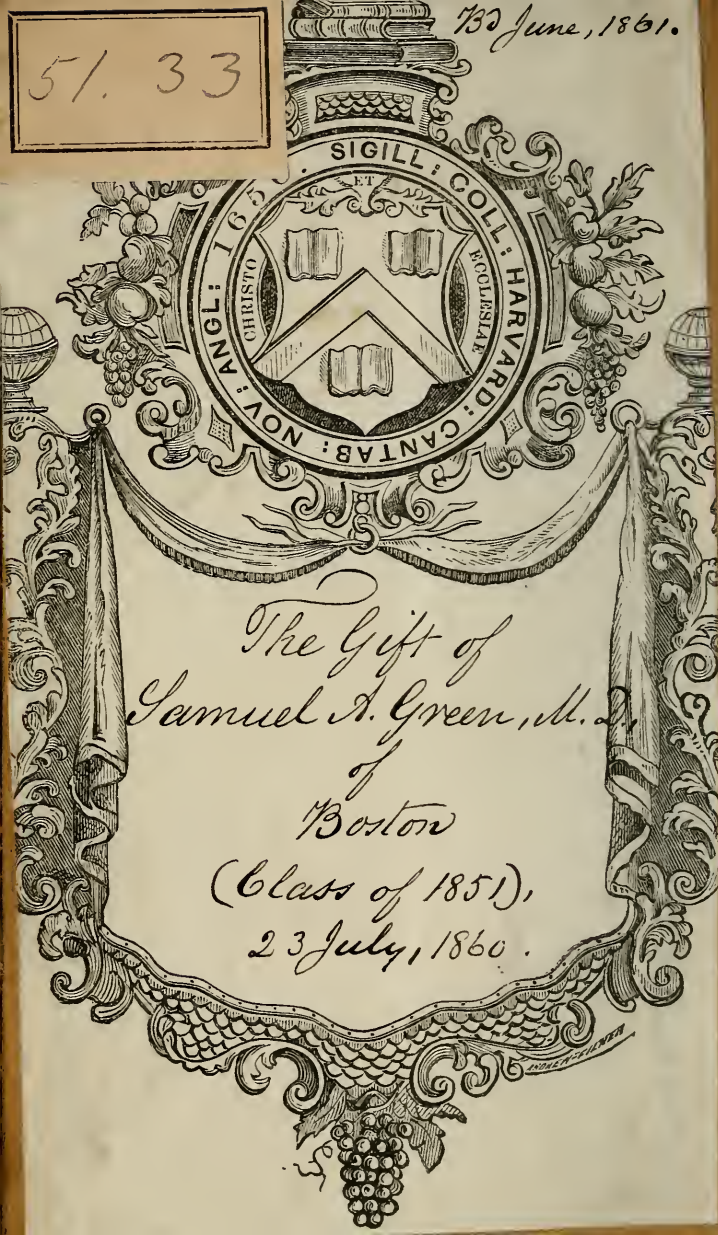 51. 33
Bd June, 1861.
SIGILL: COLL: HARVARD: CANTAB: NOV: ANGL: 165
ET
CHRISTO
ECCLESIAE
The Gift of
Samuel A. Green, M. D.,
of
Boston
(Class of 1851),
23 July, 1860.